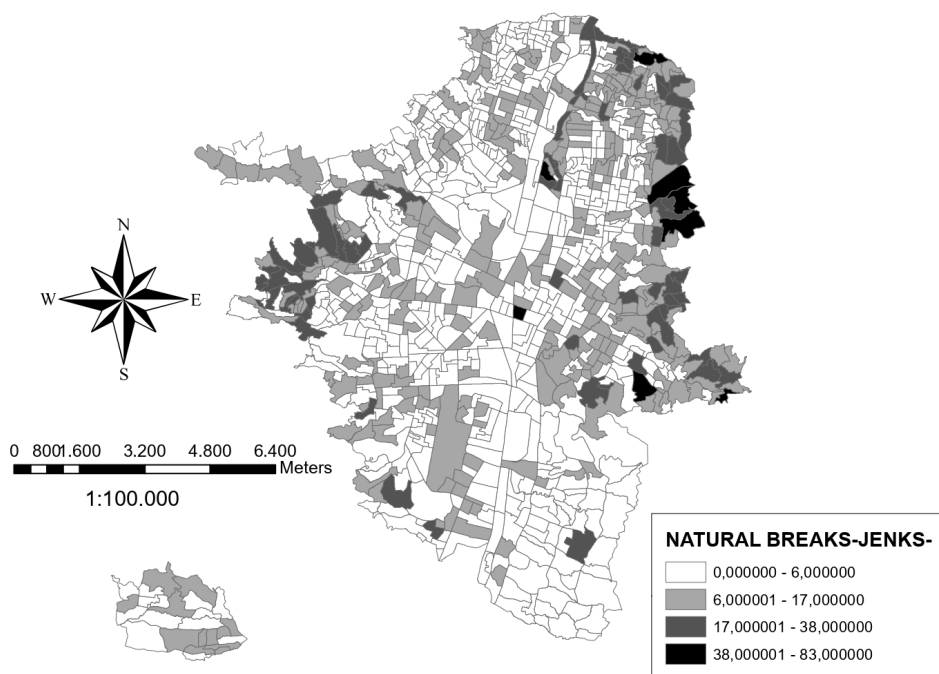 N
W E
S
0 800 1.600 3.200 4.800 6.400
Meters
1:100.000
NATURAL BREAKS-JENKS-
0,000000 - 6,000000
6,000001 - 17,000000
17,000001 - 38,000000
38,000001 - 83,000000